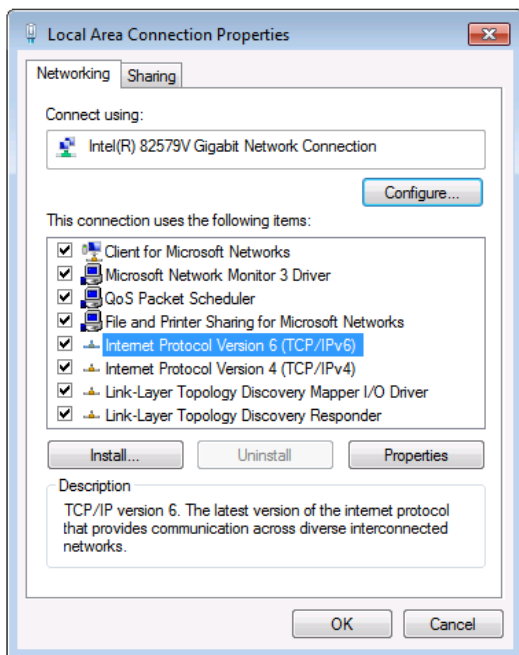 Local Area Connection Properties
Networking
Sharing
Connect using:
Intel(R) 82579V Gigabit Network Connection
Configure...
This connection uses the following items:
Client for Microsoft Networks
Microsoft Network Monitor 3 Driver
QoS Packet Scheduler
File and Printer Sharing for Microsoft Networks
Internet Protocol Version 6 (TCP/IPv6)
Internet Protocol Version 4 (TCP/IPv4)
Link-Layer Topology Discovery Mapper I/O Driver
Link-Layer Topology Discovery Responder
Install...
Uninstall
Properties
Description
TCP/IP version 6. The latest version of the internet protocol
that provides communication across diverse interconnected
networks.
OK
Cancel